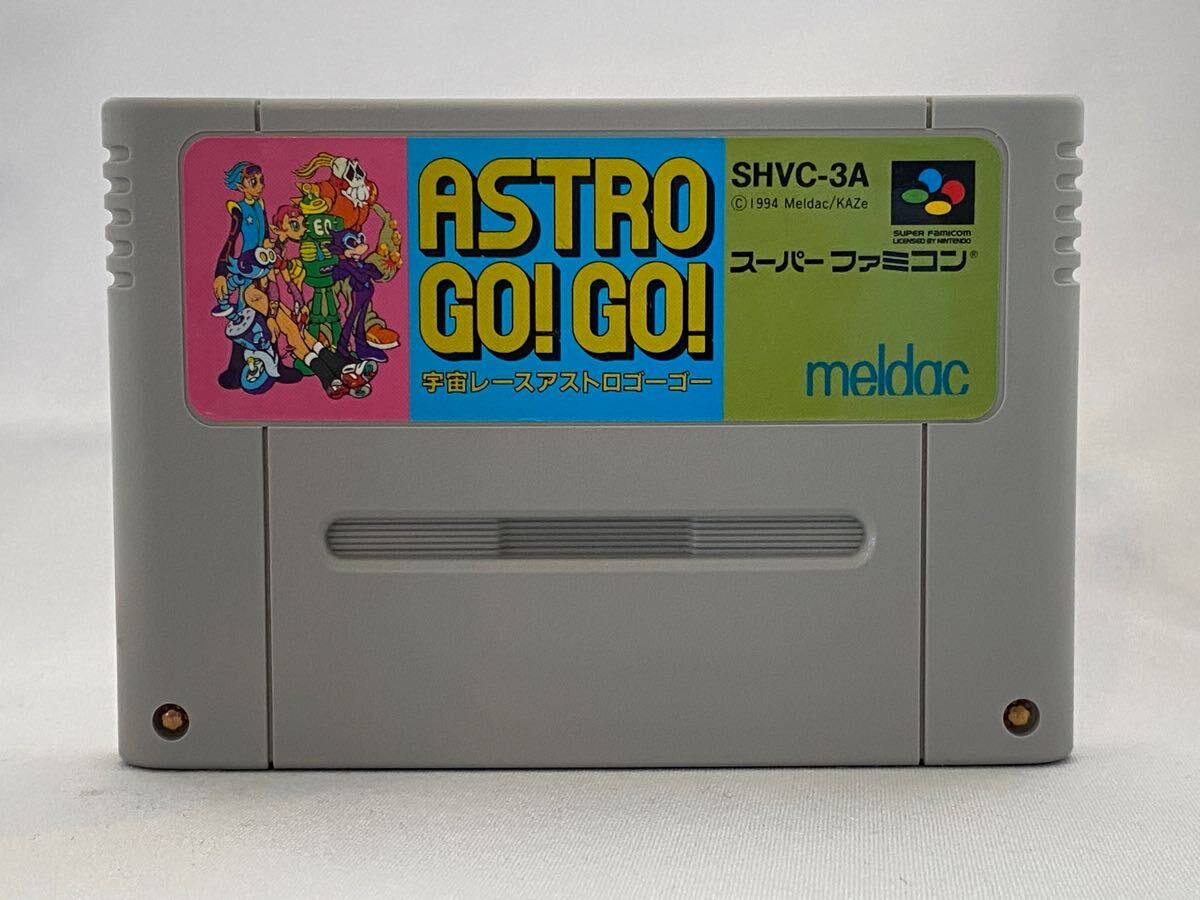 ASTRO
GO! GO!
宇宙レースアストロゴーゴー
SHVC-3A
©1994 Meldac/KAZe
SUPER FAMICOM
LICENSED BY NINTENDO
スーパーファミコン®
meldac